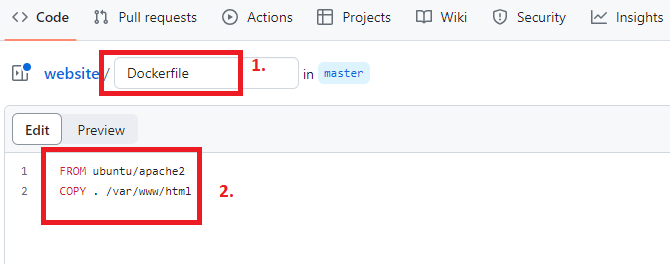 Code Pull requests Actions Projects Wiki Security Insights
website / Dockerfile in master
1.
Edit Preview
1 FROM ubuntu/apache2
2 COPY . /var/www/html
2.